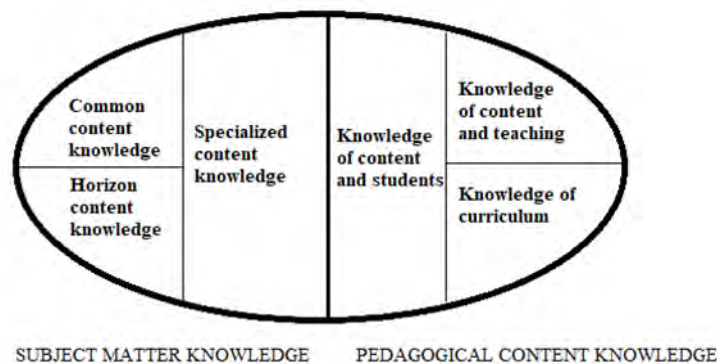 Common
content
knowledge
Horizon
content
knowledge
Specialized
content
knowledge
Knowledge
of content
and students
Knowledge
of content
and teaching
Knowledge of
curriculum
SUBJECT MATTER KNOWLEDGE
PEDAGOGICAL CONTENT KNOWLEDGE